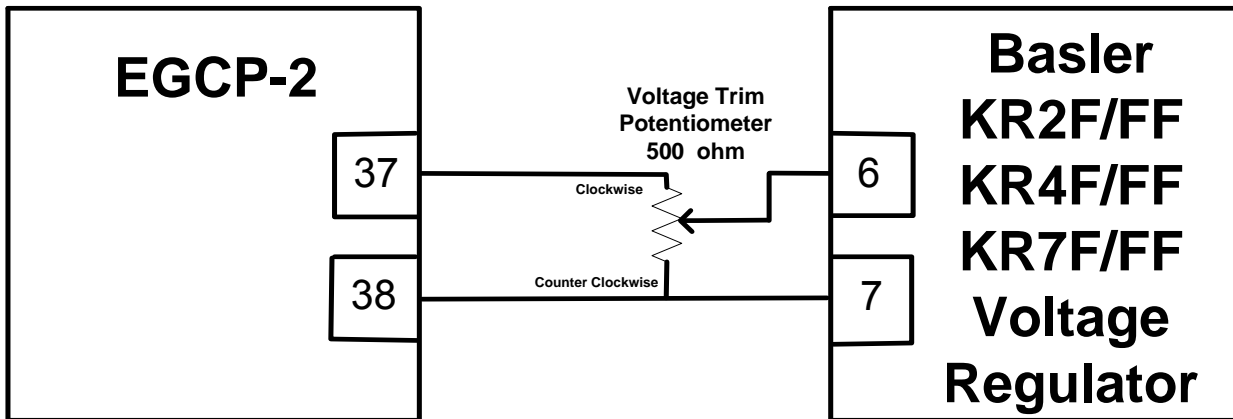 EGCP-2
37
38
Voltage Trim
Potentiometer
500 ohm
Clockwise
Counter Clockwise
6
7
Basler
KR2F/FF
KR4F/FF
KR7F/FF
Voltage
Regulator